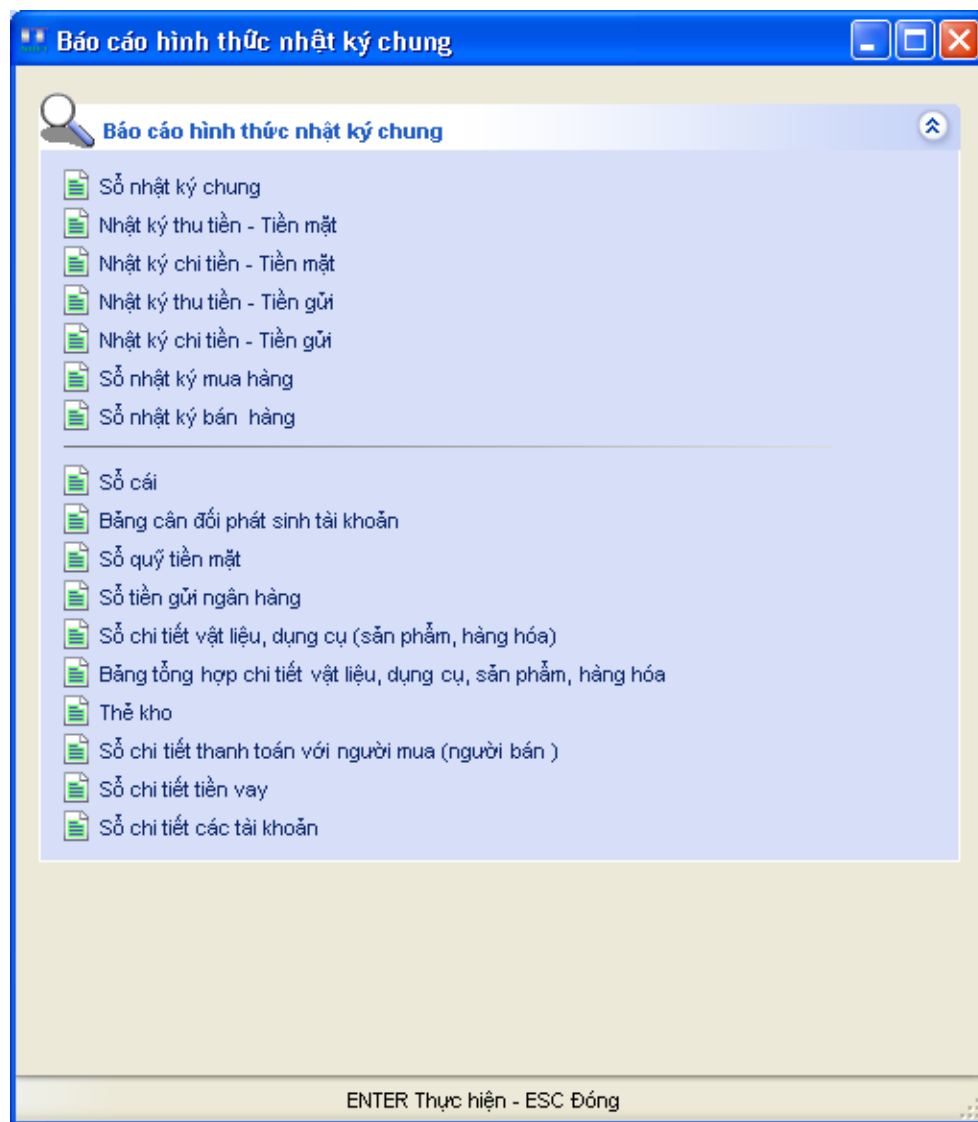 Báo cáo hình thức nhật ký chung
Báo cáo hình thức nhật ký chung
Sổ nhật ký chung
Nhật ký thu tiền - Tiền mặt
Nhật ký chi tiền - Tiền mặt
Nhật ký thu tiền - Tiền gửi
Nhật ký chi tiền - Tiền gửi
Sổ nhật ký mua hàng
Sổ nhật ký bán hàng
Sổ cái
Bảng cân đối phát sinh tài khoản
Sổ quỹ tiền mặt
Sổ tiền gửi ngân hàng
Sổ chi tiết vật liệu, dụng cụ (sản phẩm, hàng hóa)
Bảng tổng hợp chi tiết vật liệu, dụng cụ, sản phẩm, hàng hóa
Thẻ kho
Sổ chi tiết thanh toán với người mua (người bán )
Sổ chi tiết tiền vay
Sổ chi tiết các tài khoản
ENTER Thực hiện - ESC Đóng